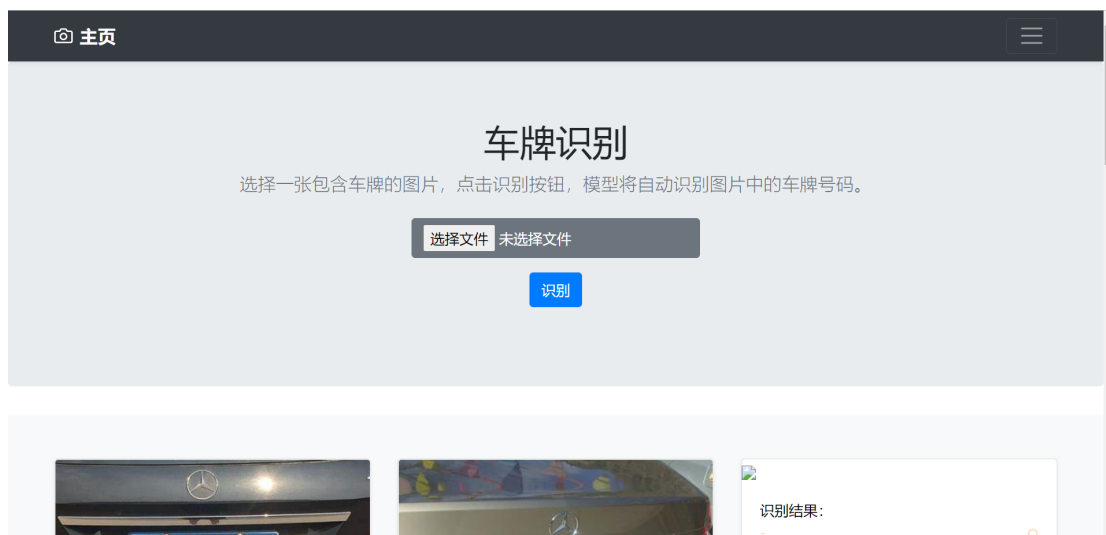 主页
车牌识别
选择一张包含车牌的图片，点击识别按钮，模型将自动识别图片中的车牌号码。
选择文件 未选择文件
识别
识别结果：